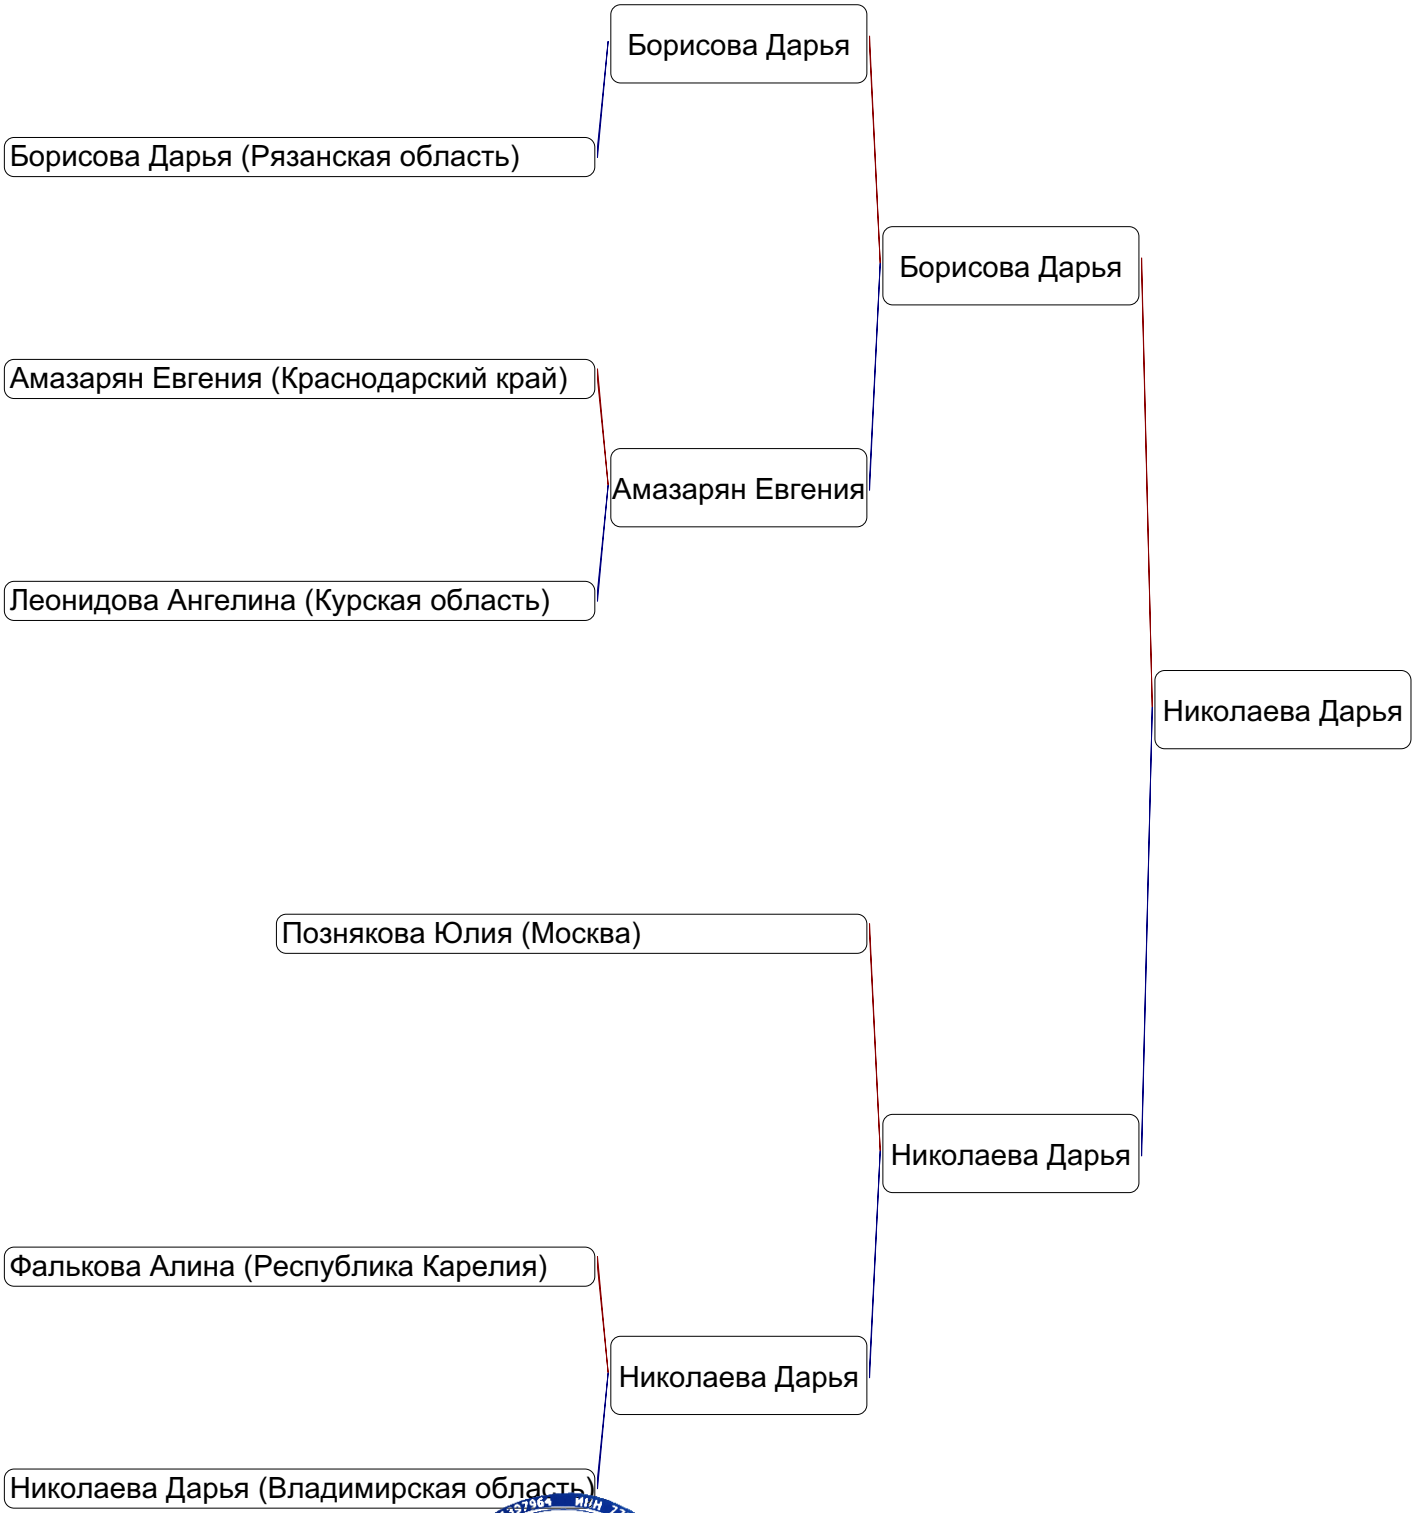 Борисова Дарья
Борисова Дарья (Рязанская область)
Борисова Дарья
Амазарян Евгения (Краснодарский край)
Амазарян Евгения
Леонидова Ангелина (Курская область)
Николаева Дарья
Познякова Юлия (Москва)
Николаева Дарья
Фалькова Алина (Республика Карелия)
Николаева Дарья
Николаева Дарья (Владимирская область)
ИНН